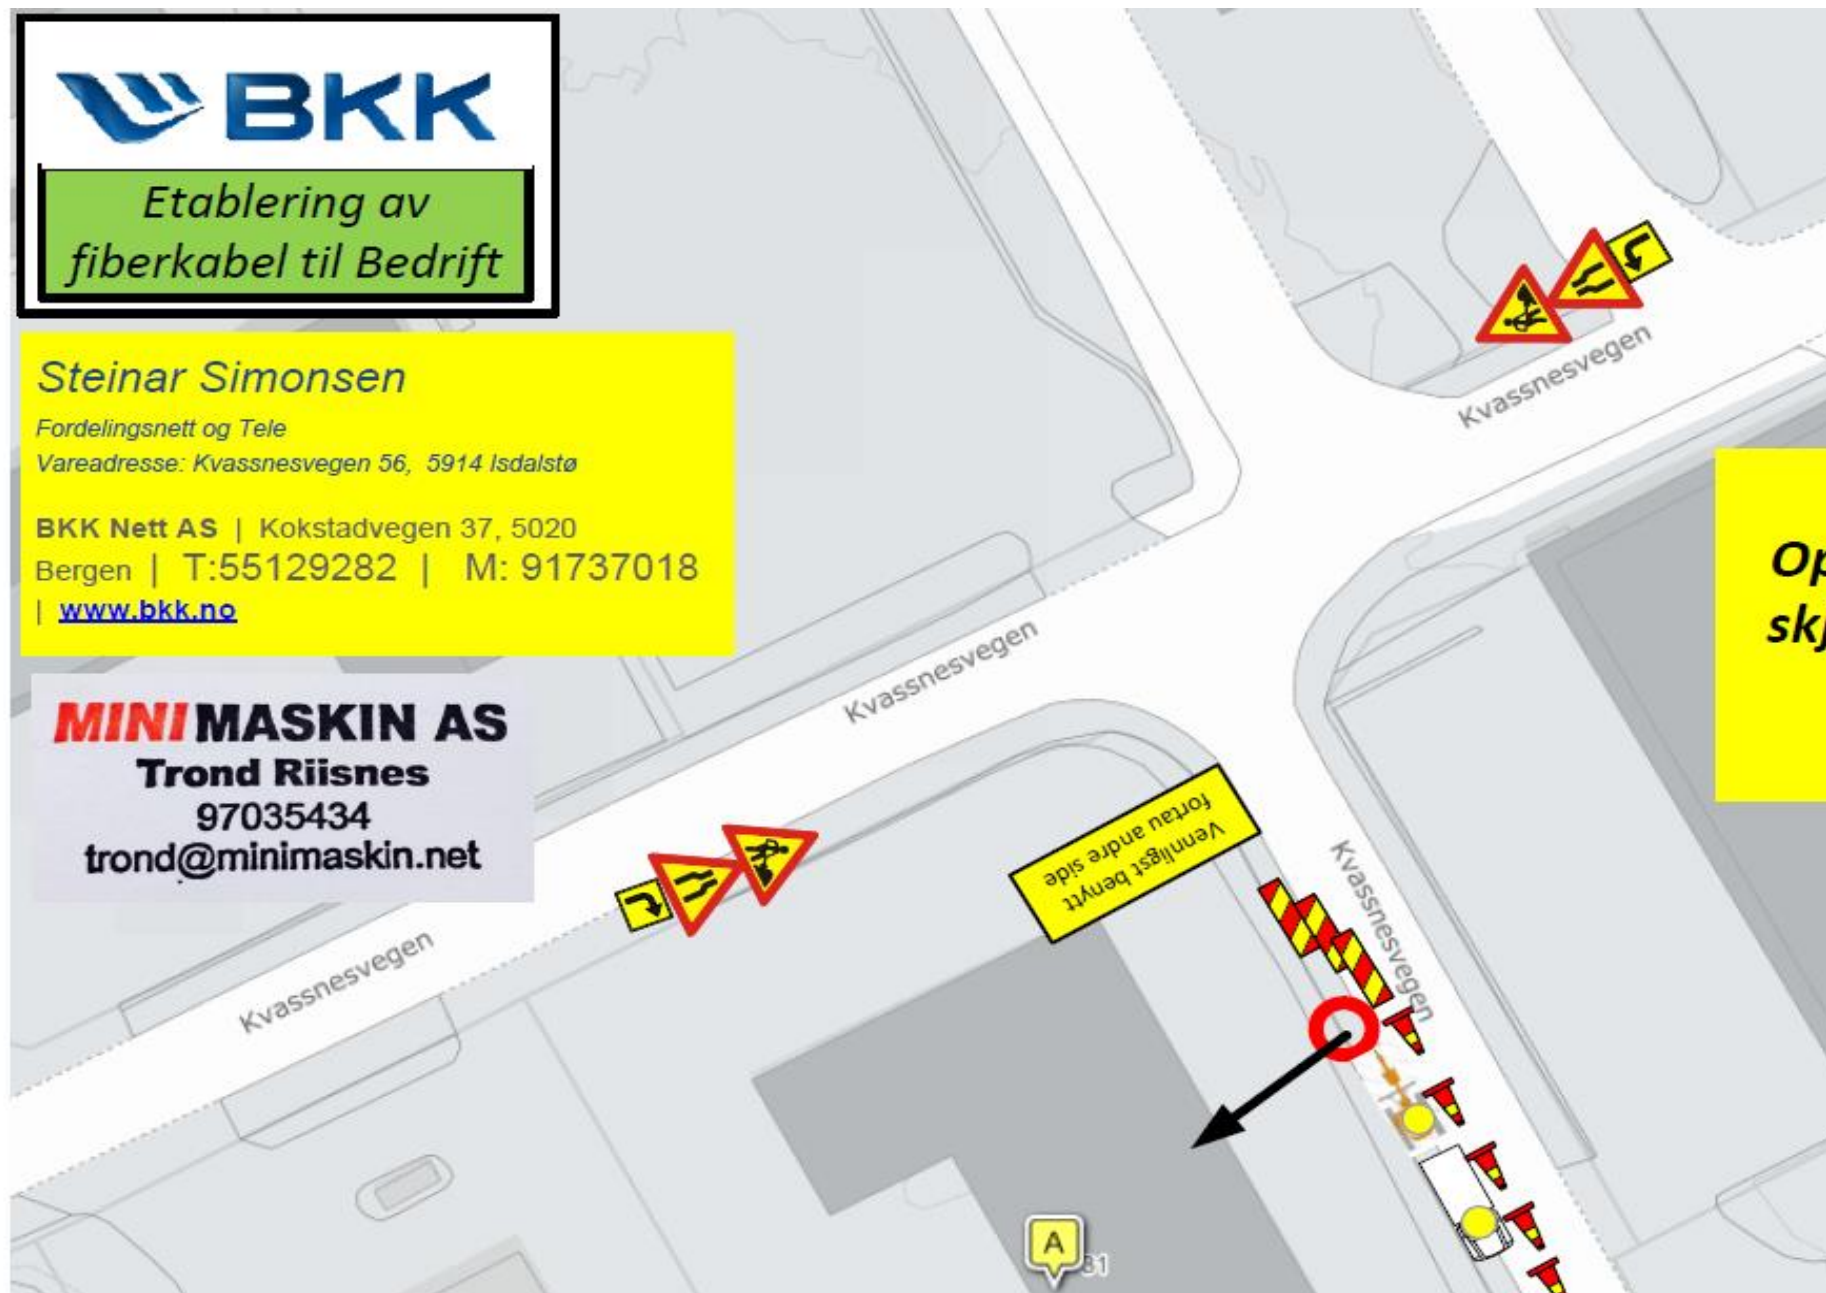 BKK
Etablering av
fiberkabel til Bedrift
Steinar Simonsen
Fordelingsnett og Tele
Vareadresse: Kvassnesvegen 56, 5914 Isdalstø
BKK Nett AS | Kokstadvegen 37, 5020
Bergen | T:55129282 | M: 91737018
| www.bkk.no
MINI MASKIN AS
Trond Riisnes
97035434
trond@minimaskin.net
Kvassnesvegen
Kvassnesvegen
Kvassnesvegen
Kvassnesvegen
Vennligst benytt
fortau andre side
A
81